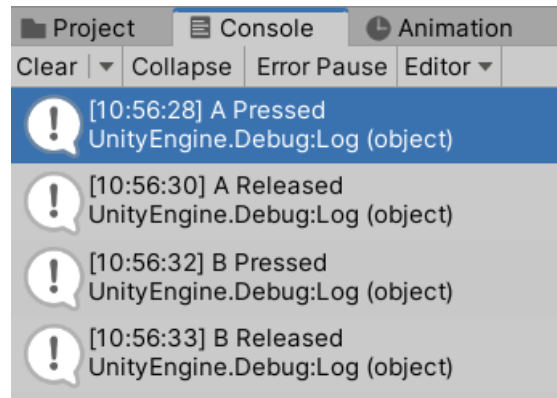 Project Console Animation
Clear Collapse Error Pause Editor
[10:56:28] A Pressed
UnityEngine.Debug:Log (object)
[10:56:30] A Released
UnityEngine.Debug:Log (object)
[10:56:32] B Pressed
UnityEngine.Debug:Log (object)
[10:56:33] B Released
UnityEngine.Debug:Log (object)